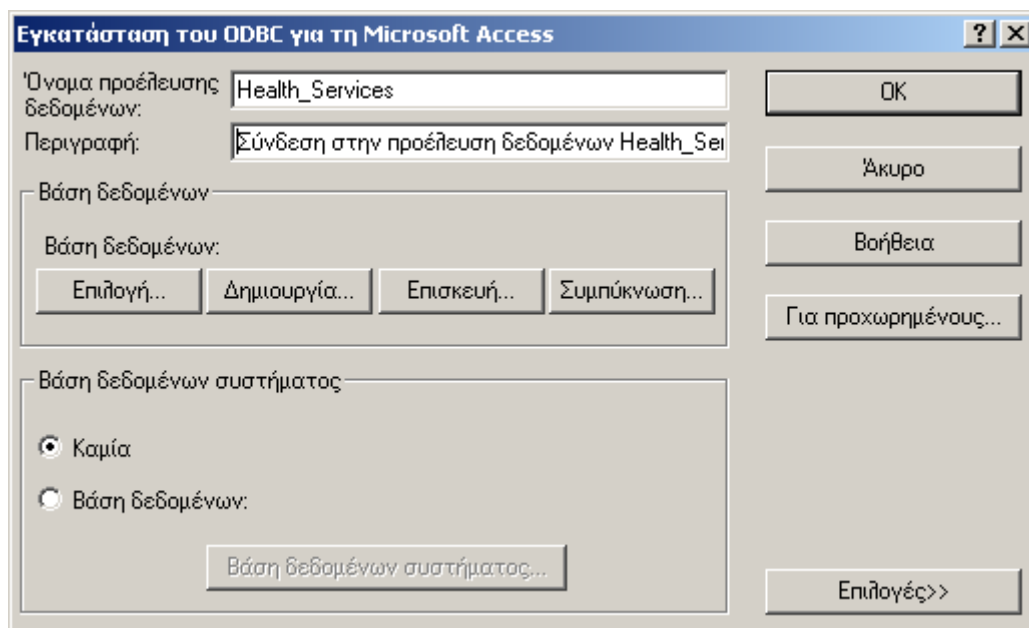 Εγκατάσταση του ODBC για τη Microsoft Access
Όνομα προέλευσης
δεδομένων:
Health_Services
OK
Περιγραφή:
Σύνδεση στην προέλευση δεδομένων Health_Ser
Άκυρο
Βάση δεδομένων
Βάση δεδομένων:
Βοήθεια
Επιλογή...
Δημιουργία...
Επισκευή...
Συμπύκνωση...
Για προχωρημένους...
Βάση δεδομένων συστήματος
Καμία
Βάση δεδομένων:
Βάση δεδομένων συστήματος...
Επιλογές>>